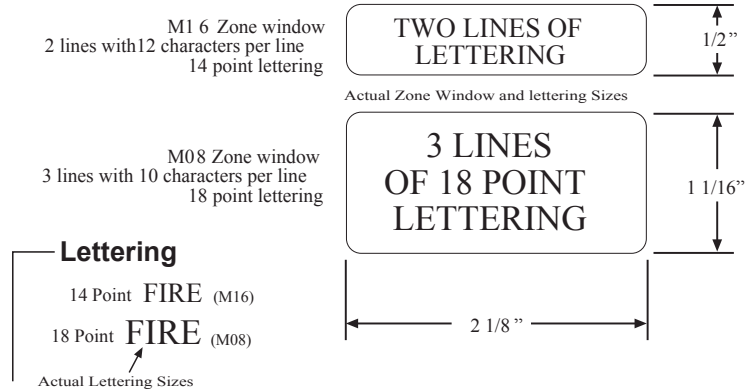 M1 6 Zone window
2 lines with12 characters per line
14 point lettering
TWO LINES OF
LETTERING
1/2”
Actual Zone Window and lettering Sizes
M08 Zone window
3 lines with 10 characters per line
18 point lettering
3 LINES
OF 18 POINT
LETTERING
1 1/16”
2 1/8 ”
Lettering
14 Point FIRE (M16)
18 Point FIRE (M08)
Actual Lettering Sizes